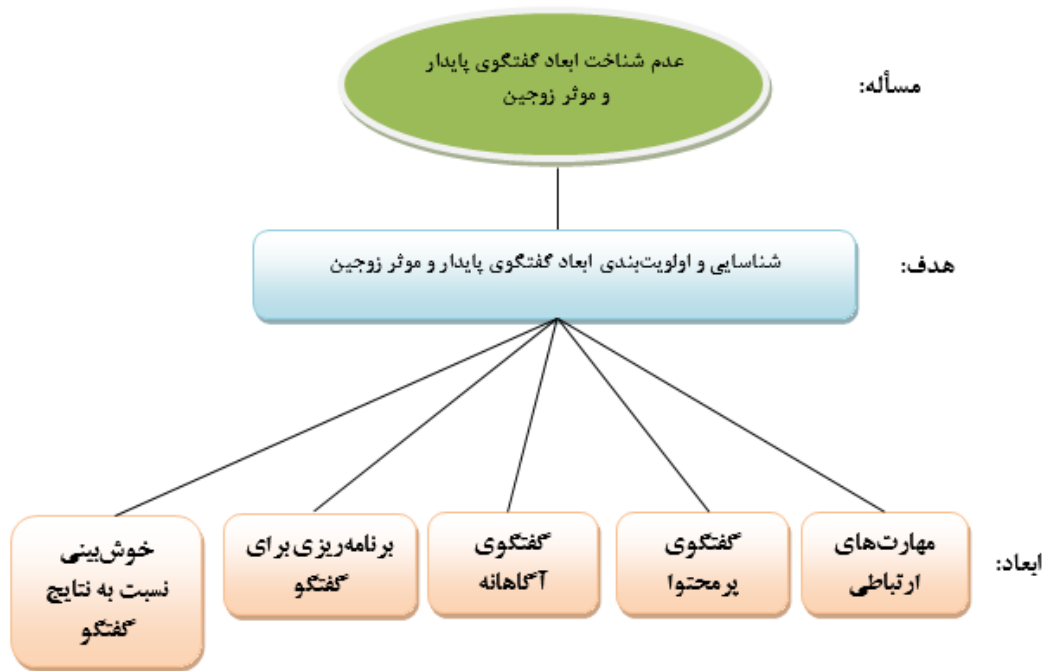 مسأله:
عدم شناخت ابعاد گفتگوی پایدار
و موثر زوجین
هدف:
شناسایی و اولویت‌بندی ابعاد گفتگوی پایدار و موثر زوجین
ابعاد:
مهارت‌های
ارتباطی
گفتگوی
پرمحتوا
گفتگوی
آگاهانه
برنامه‌ریزی برای
گفتگو
خوش‌بینی
نسبت به نتایج
گفتگو